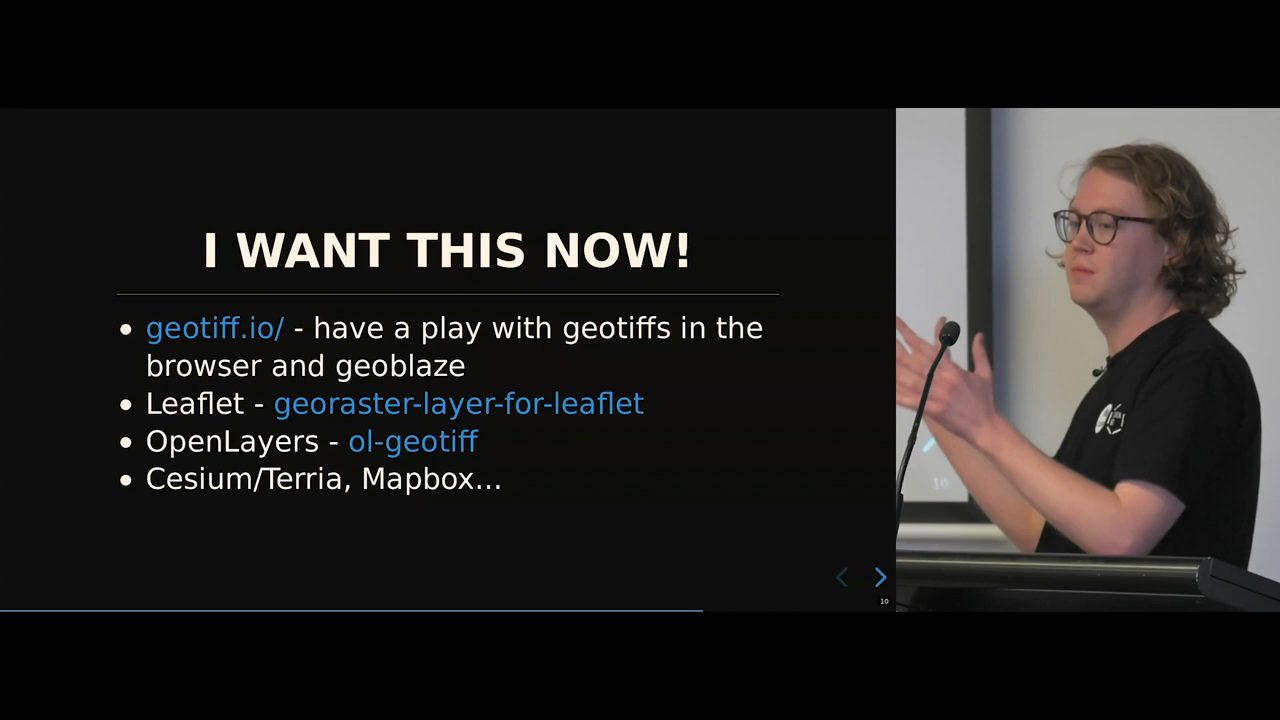 I WANT THIS NOW!
geotiff.io/ - have a play with geotiffs in the
browser and geoblaze
Leaflet - georaster-layer-for-leaflet
OpenLayers - ol-geotiff
Cesium/Terria, Mapbox...
10
10